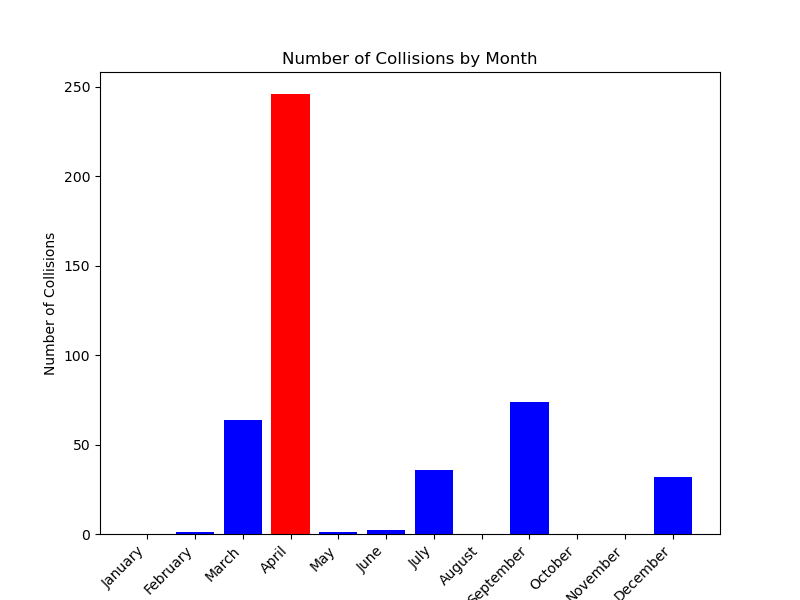 Number of Collisions by Month
Number of Collisions
250
200
150
100
50
0
January
February
March
April
May
June
July
August
September
October
November
December